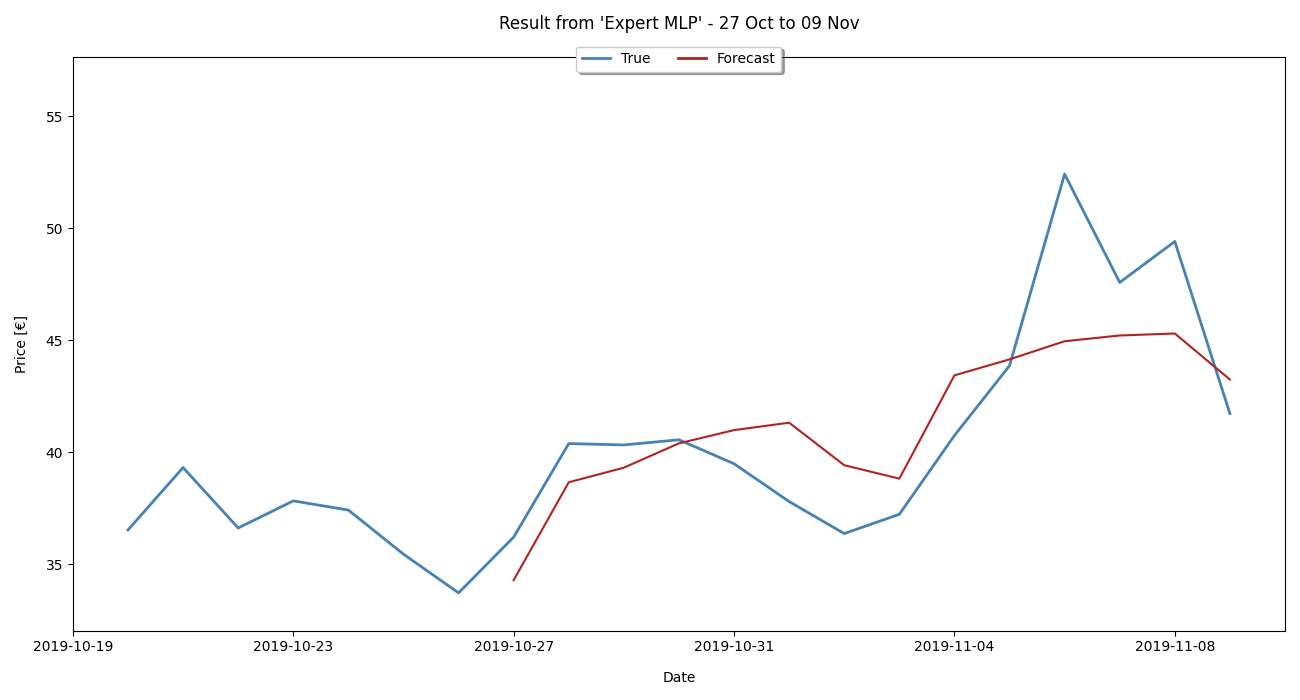 Result from 'Expert MLP' - 27 Oct to 09 Nov
True Forecast
55
50
45
40
35
Price [€]
2019-10-19 2019-10-23 2019-10-27 2019-10-31 2019-11-04 2019-11-08
Date